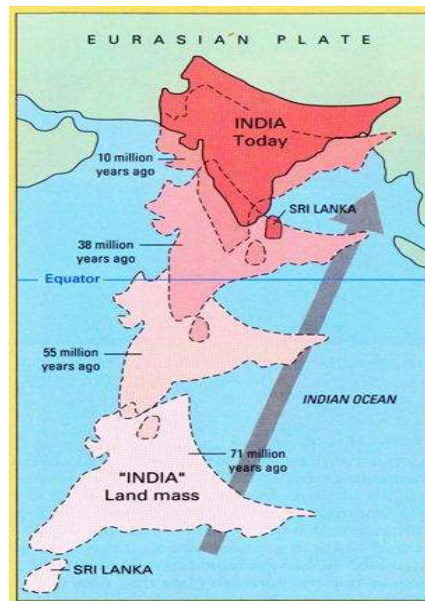 EURASIAN PLATE
INDIA
Today
10 million
years ago
SRI LANKA
38 million
years ago
Equator
55 million
years ago
INDIAN OCEAN
71 million
years ago
"INDIA"
Land mass
SRI LANKA